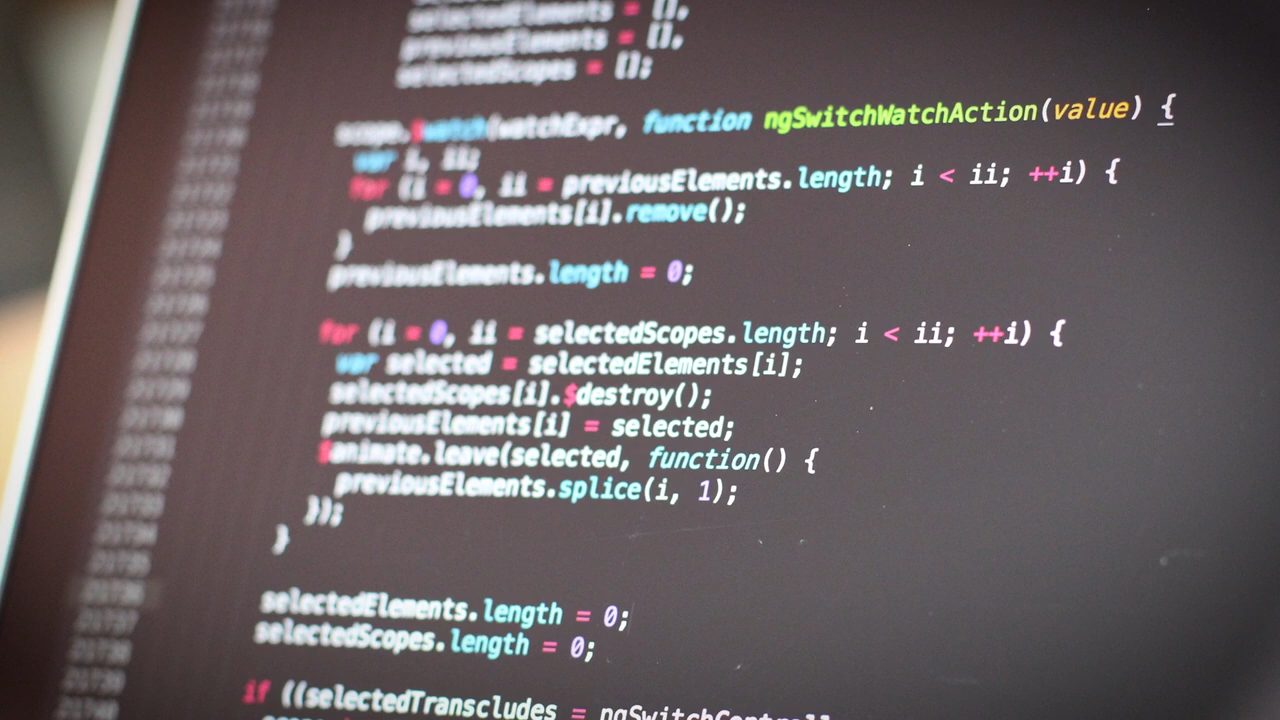 selectedElements = [],
previousElements = [],
selectedScopes = [];
scope.$watch(watchExpr, function ngSwitchWatchAction(value) {
var i, ii;
for (i = 0, ii = previousElements.length; i < ii; ++i) {
previousElements[i].remove();
}
previousElements.length = 0;
for (i = 0, ii = selectedScopes.length; i < ii; ++i) {
var selected = selectedElements[i];
selectedScopes[i].$destroy();
previousElements[i] = selected;
$animate.leave(selected, function() {
previousElements.splice(i, 1);
});
}
selectedElements.length = 0;
selectedScopes.length = 0;
if ((selectedTranscludes =